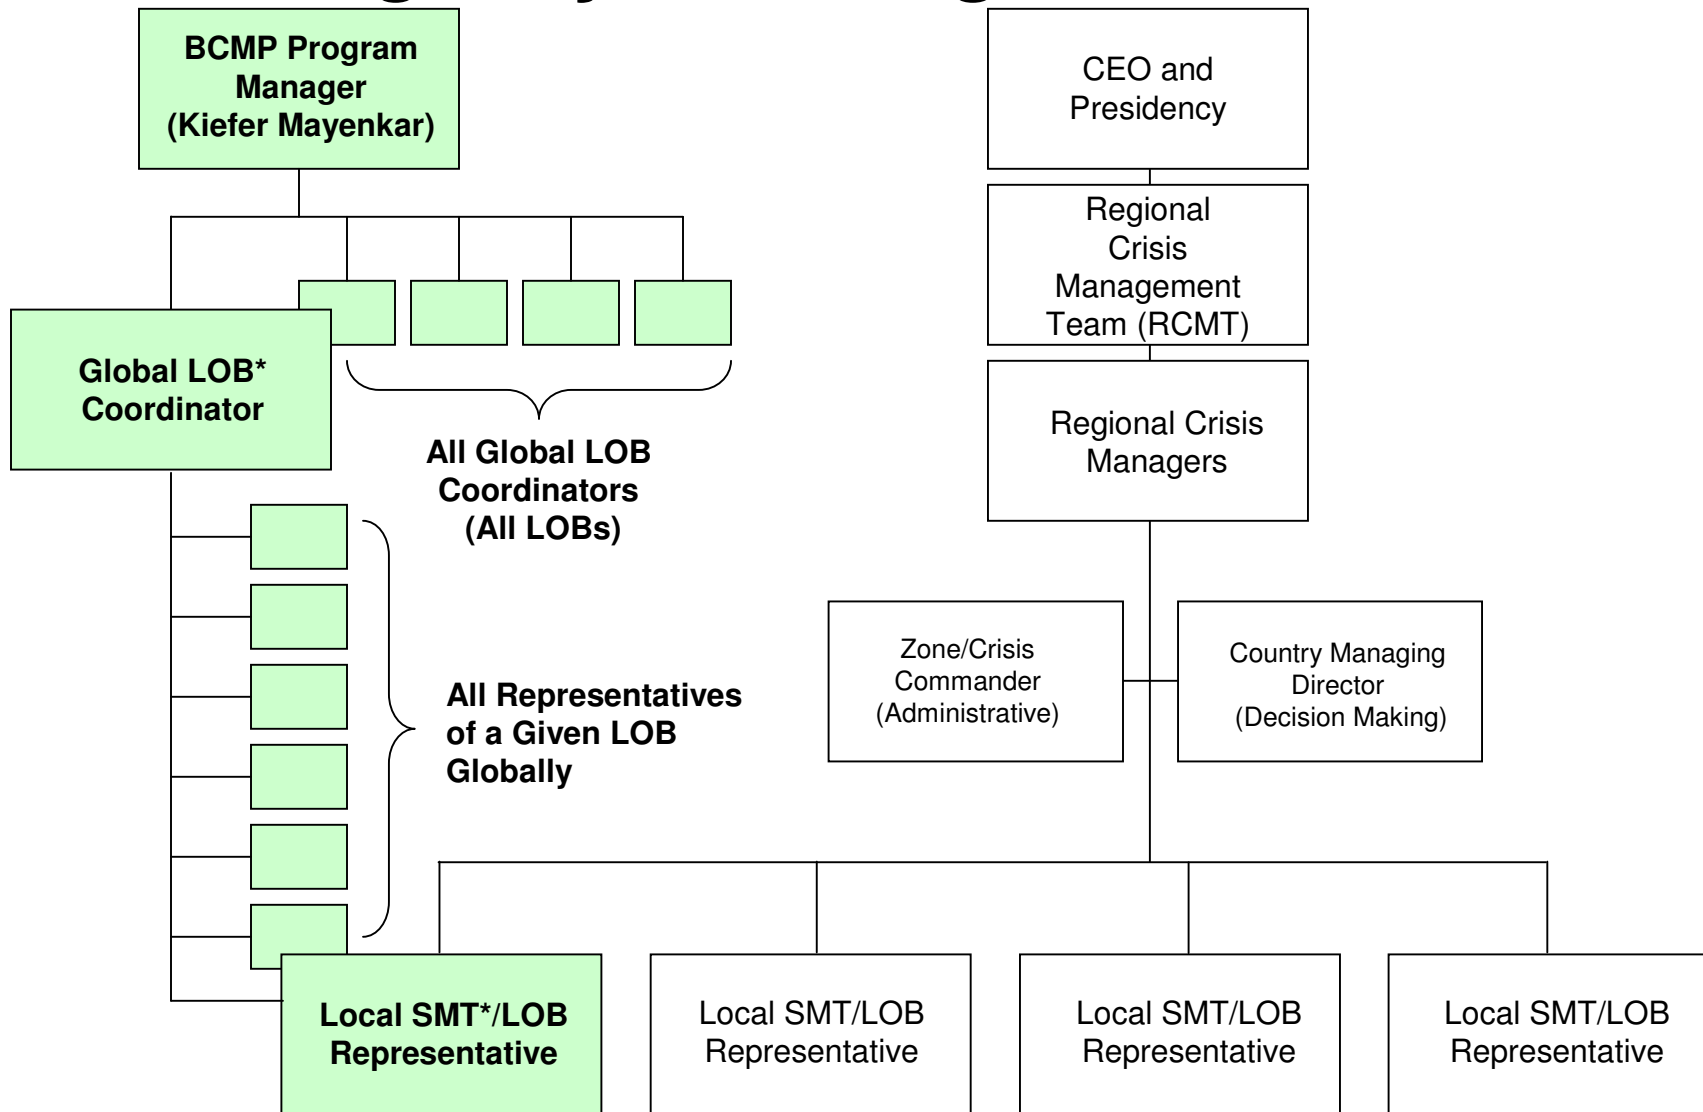 BCMP Program
Manager
(Kiefer Mayenkar)
CEO and
Presidency
Regional
Crisis
Management
Team (RCMT)
Global LOB*
Coordinator
All Global LOB
Coordinators
(All LOBs)
Regional Crisis
Managers
Zone/Crisis
Commander
(Administrative)
Country Managing
Director
(Decision Making)
All Representatives
of a Given LOB
Globally
Local SMT*/LOB
Representative
Local SMT/LOB
Representative
Local SMT/LOB
Representative
Local SMT/LOB
Representative